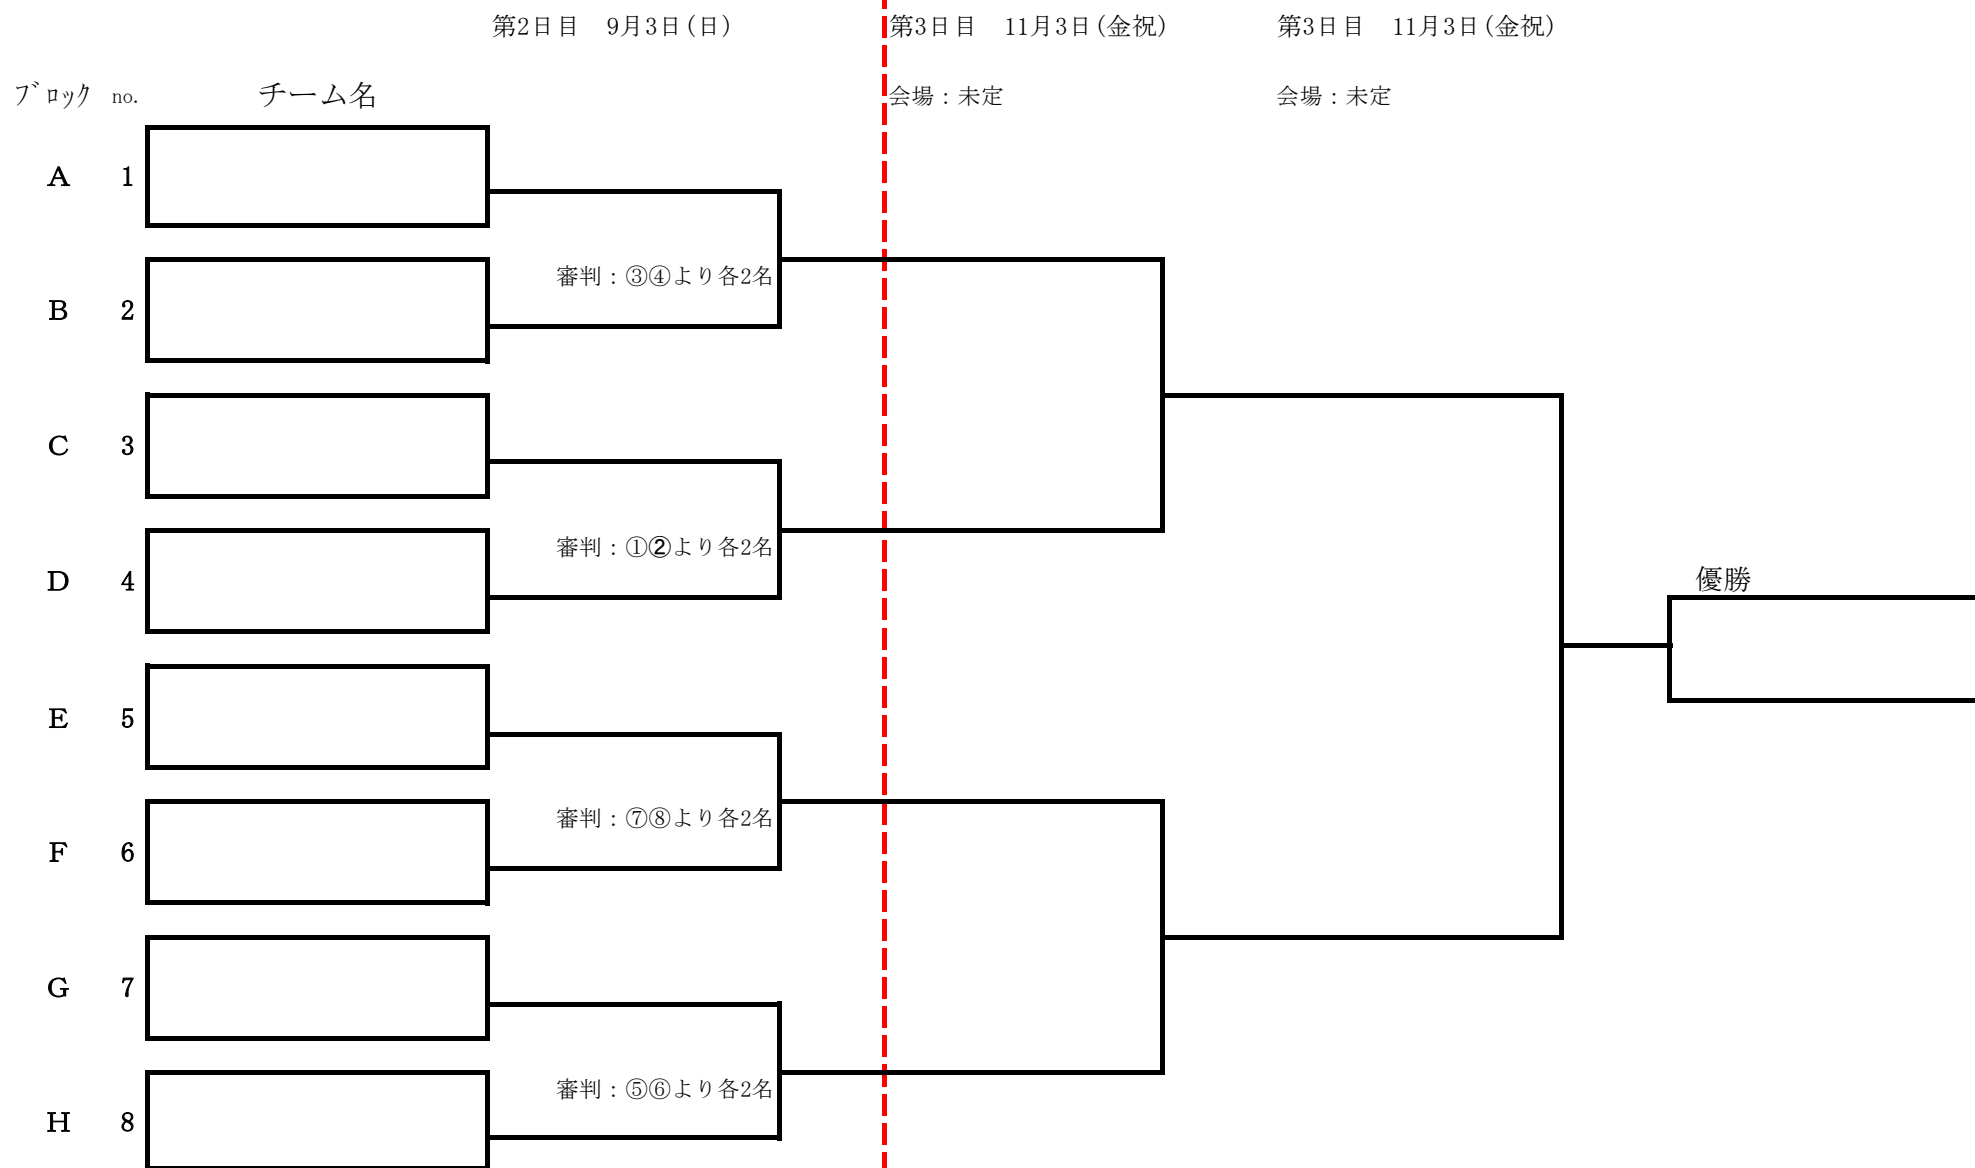 第2日目　9月3日(日)　第3日目　11月3日(金祝)　第3日目　11月3日(金祝)
ﾌﾞﾛｯｸ no. チーム名 会場：未定 会場：未定
A 1
審判：③④より各2名
B 2
C 3
審判：①②より各2名
D 4
優勝
E 5
審判：⑦⑧より各2名
F 6
G 7
審判：⑤⑥より各2名
H 8